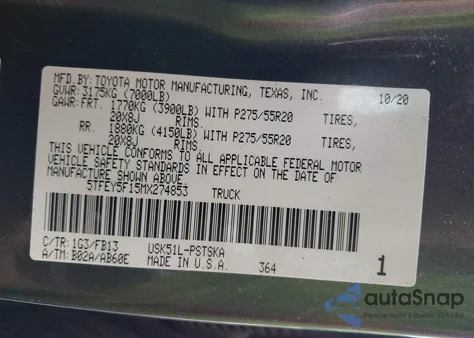 MFD.BY:TOYOTA MOTOR MANUFACTURING, TEXAS, INC. 10/20
GVWR: 3175KG (7000LB)
GAWR: FRT. 1770KG (3900LB) WITH P275/55R20 TIRES,
20X8J RIMS.
RR. 1880KG (4150LB) WITH P275/55R20 TIRES,
20X8J RIMS.
THIS VEHICLE CONFORMS TO ALL APPLICABLE FEDERAL MOTOR
VEHICLE SAFETY STANDARDS IN EFFECT ON THE DATE OF
MANUFACTURE SHOWN ABOVE
5TFEY5F15MX274853 TRUCK
C/TR: 1G3/FB13 USK51L-PSTSKA
A/TM: B02A/AB60E MADE IN U.S.A. 364 1
autaSnap